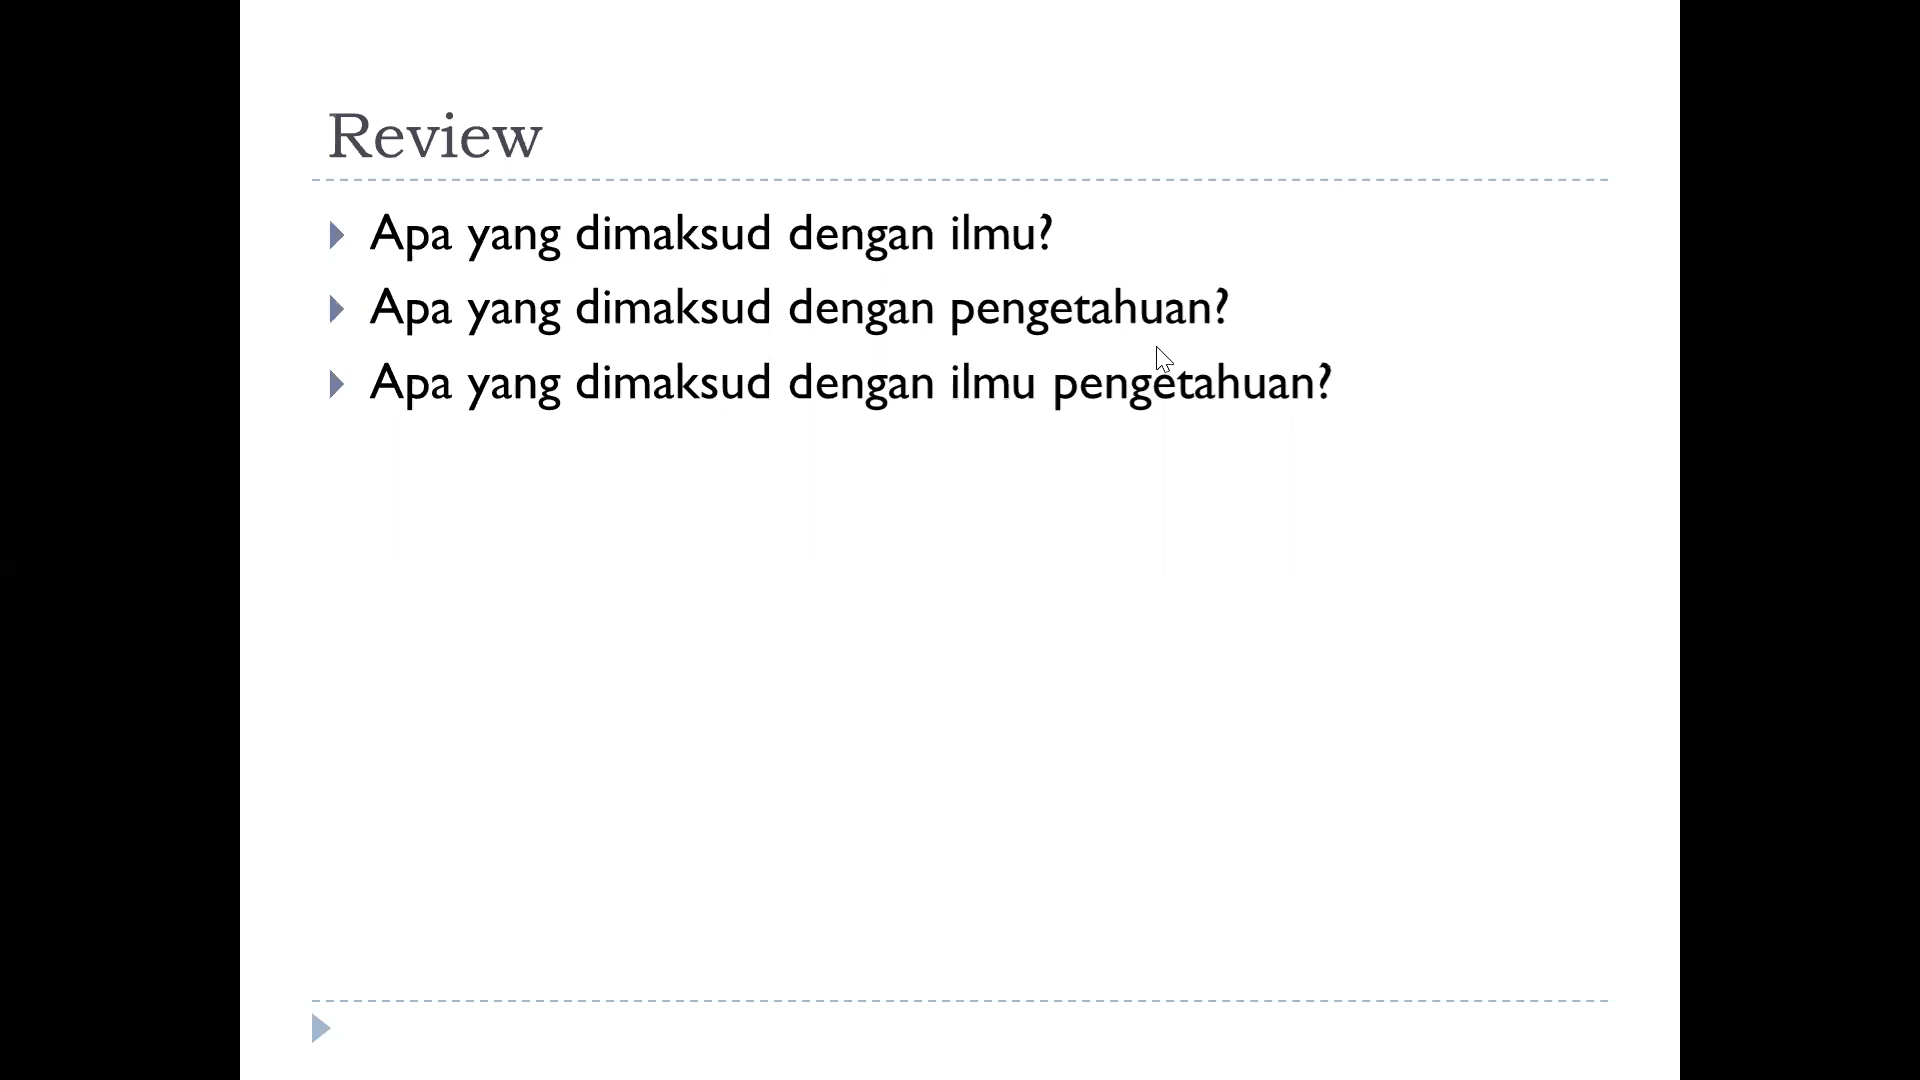 Review
Apa yang dimaksud dengan ilmu?
Apa yang dimaksud dengan pengetahuan?
Apa yang dimaksud dengan ilmu pengetahuan?